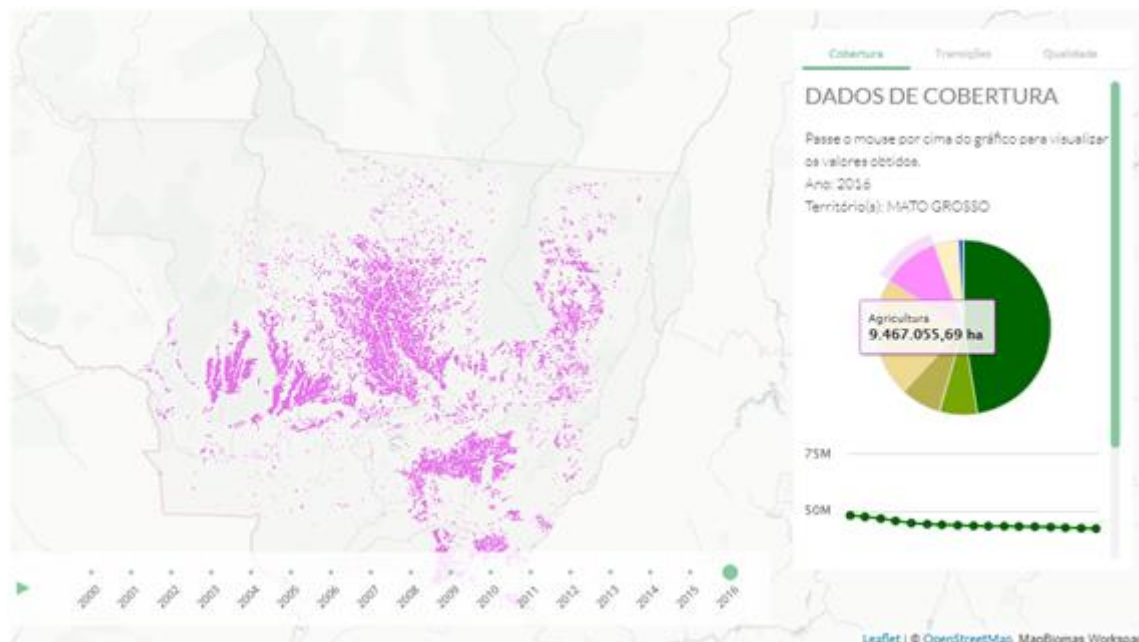 Cobertura Transições Qualidade
DADOS DE COBERTURA
Passe o mouse por cima do gráfico para visualizar
os valores obtidos.
Ano: 2016
Território(s): MATO GROSSO
Agricultura
9.467.055,69 ha
75M
50M
2000 2001 2002 2003 2004 2005 2006 2007 2008 2009 2010 2011 2012 2013 2014 2015 2016
Leaflet | © OpenStreetMap, MapBiomas